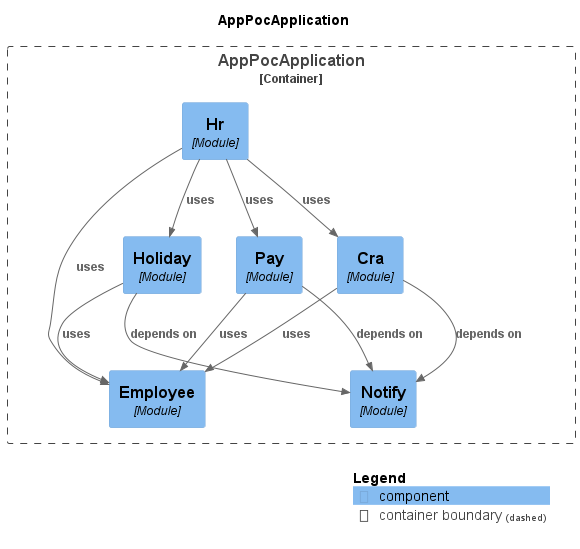 AppPocApplication
AppPocApplication
[Container]
Hr
[Module]
uses
uses
uses
Holiday
[Module]
Pay
[Module]
Cra
[Module]
uses
uses
depends on
uses
uses
depends on
depends on
Employee
[Module]
Notify
[Module]
Legend
component
container boundary (dashed)